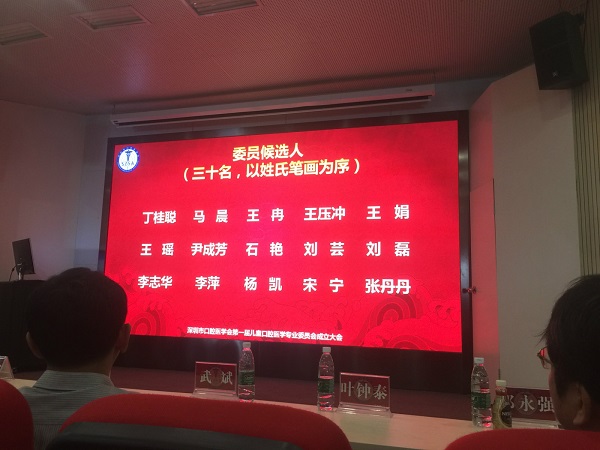 委员候选人
（三十名，以姓氏笔画为序）
丁桂聪 马晨 王冉 王压冲 王娟
王瑶 尹成芳 石艳 刘芸 刘磊
李志华 李萍 杨凯 宋宁 张丹丹
深圳市口腔医学会第一届儿童口腔医学专业委员会成立大会
武斌
叶钟泰
永强